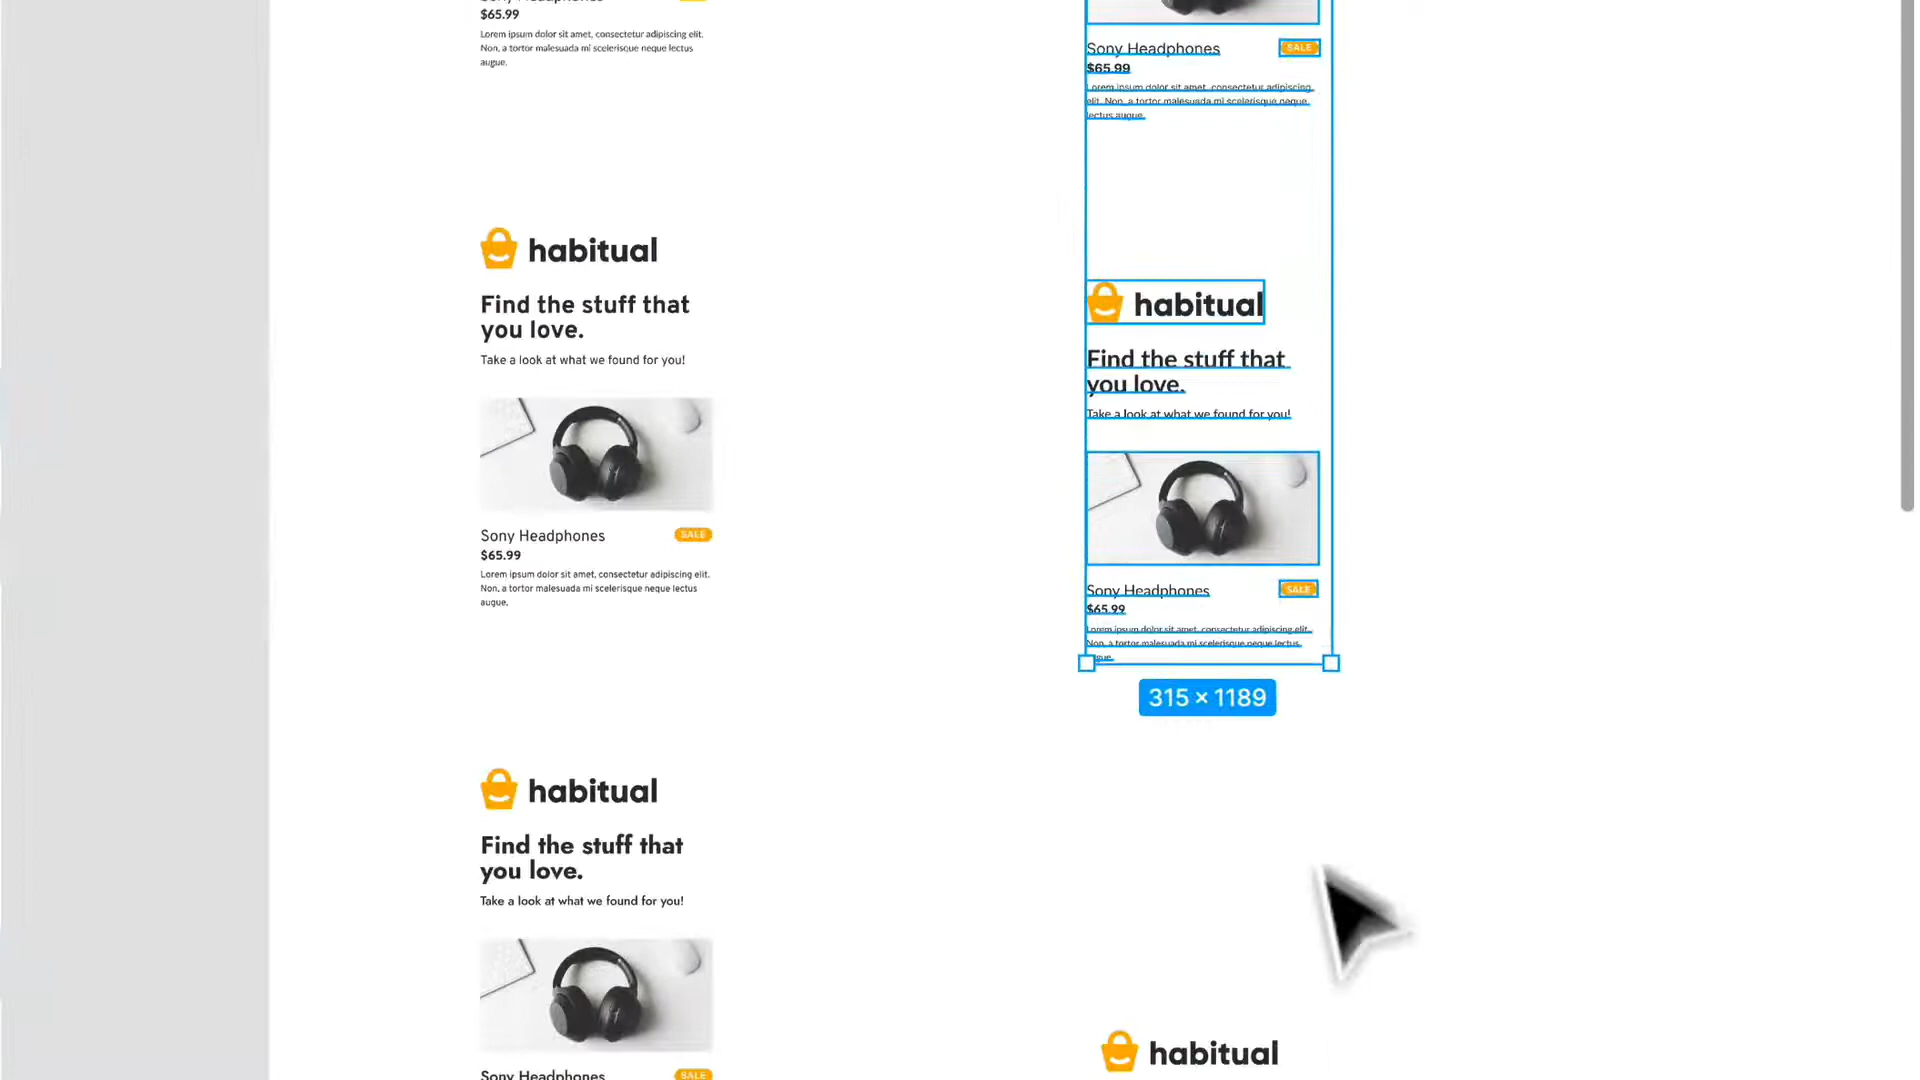 Sony Headphones
$65.99
Lorem ipsum dolor sit amet, consectetur adipiscing elit.
Non, a tortor malesuada mi scelerisque neque lectus
augue.
habitual
Find the stuff that
you love.
Take a look at what we found for you!
Sony Headphones
SALE
$65.99
Lorem ipsum dolor sit amet, consectetur adipiscing elit.
Non, a tortor malesuada mi scelerisque neque lectus
augue.
habitual
Find the stuff that
you love.
Take a look at what we found for you!
Sony Headphones
SALE
Sony Headphones
SALE
$65.99
Lorem ipsum dolor sit amet, consectetur adipiscing
elit. Non, a tortor malesuada mi scelerisque neque
lectus augue.
habitual
Find the stuff that
you love.
Take a look at what we found for you!
Sony Headphones
SALE
$65.99
Lorem ipsum dolor sit amet, consectetur adipiscing elit.
Non, a tortor malesuada mi scelerisque neque lectus
augue.
315 × 1189
habitual